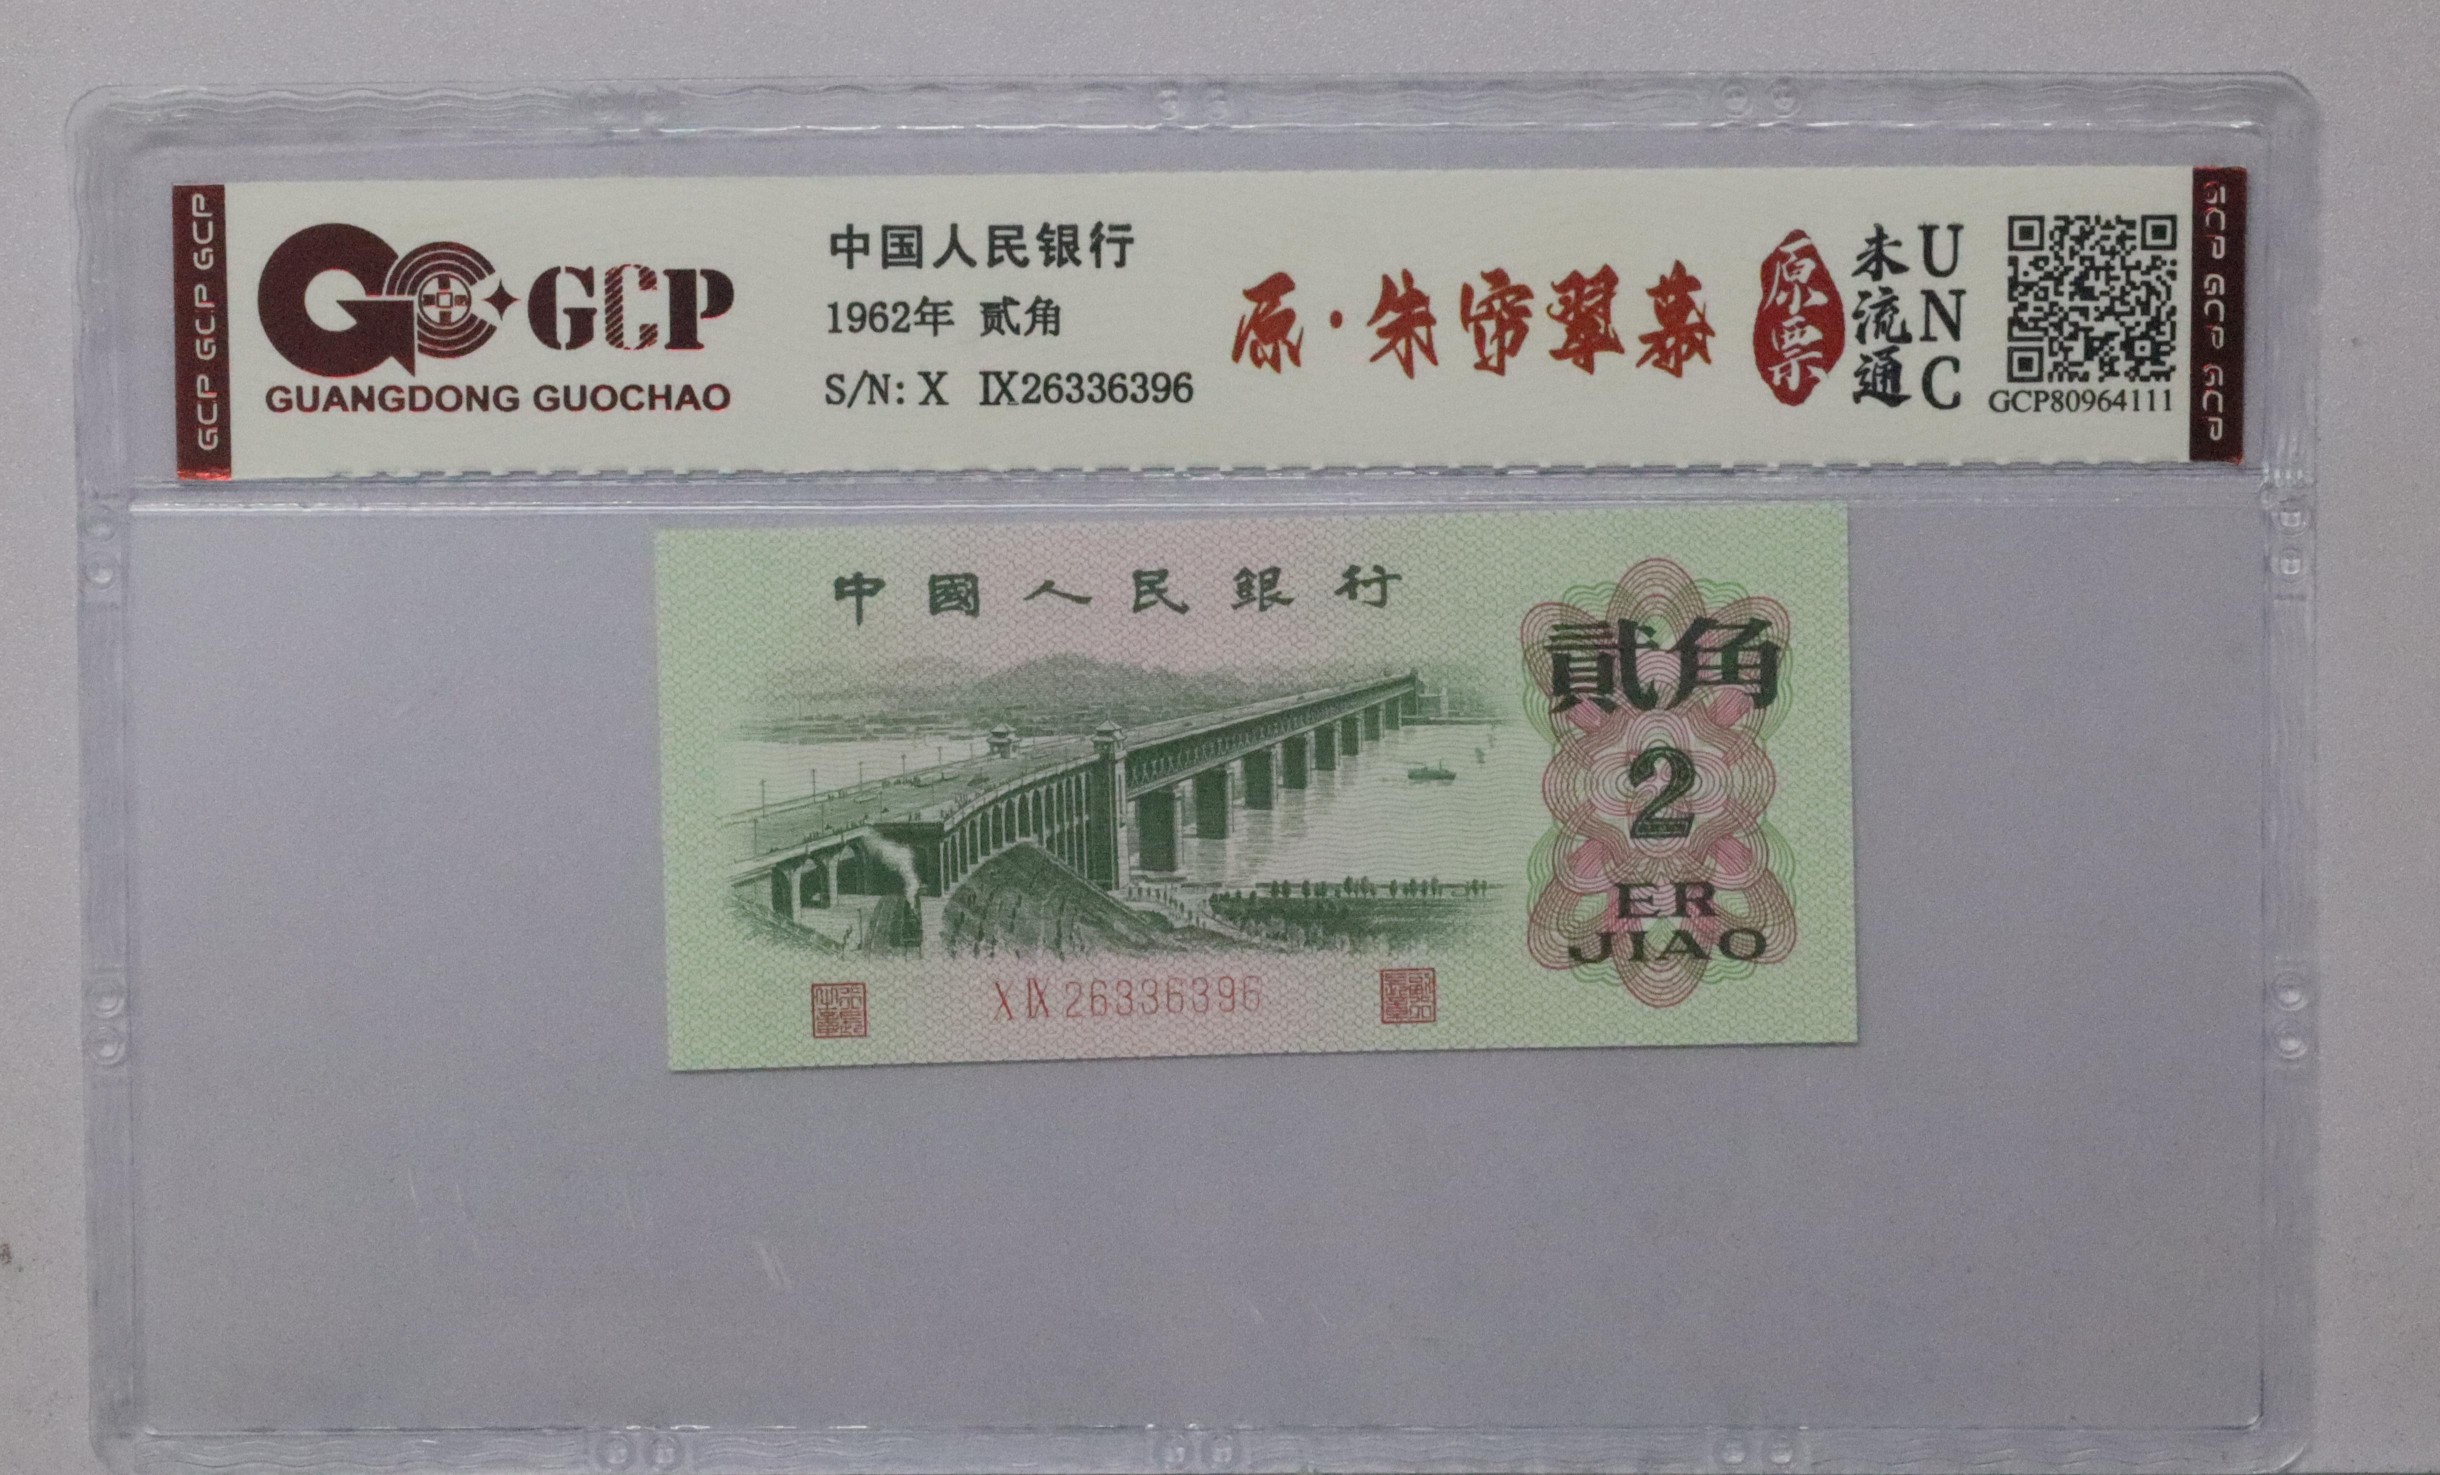 GCP GCP GCP
GCP
GUANGDONG GUOCHAO
中国人民银行
1962年 贰角
S/N: X IX26336396
原·朱帘翠幕
原票
未流通
UNC
GCP80964111
GCP GCP GCP
中國人民銀行
貳角
2
ER
JIAO
X IX 26336396